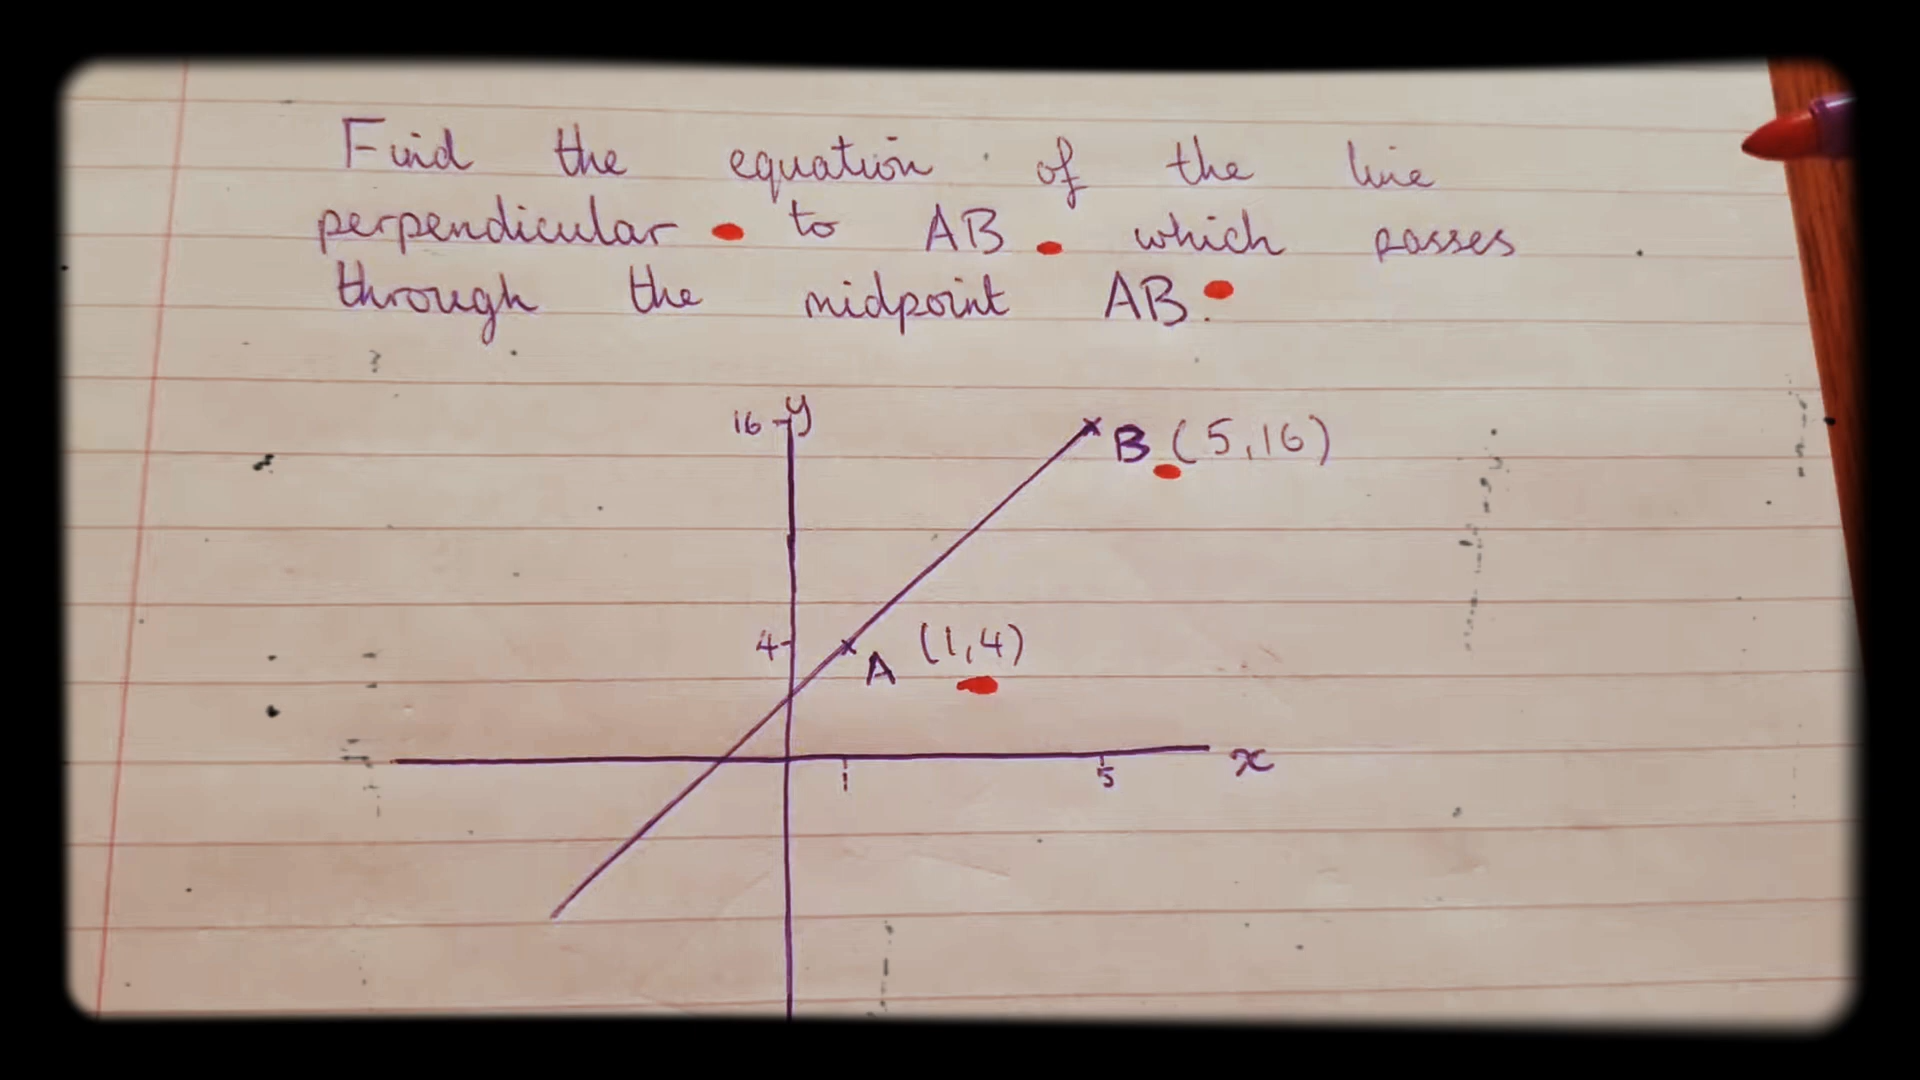 Find the equation of the line
perpendicular to AB which passes
through the midpoint AB.
16
y
B (5,16)
4
A (1,4)
1
5
x